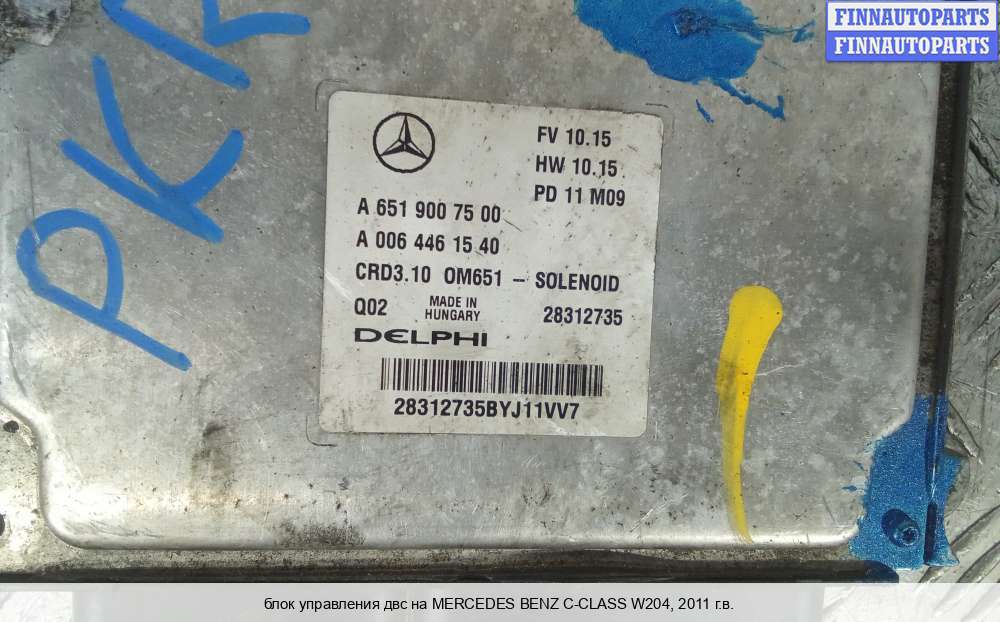 FINNAUTOPARTS
FINNAUTOPARTS
PKR
FV 10.15
HW 10.15
PD 11 M09
A 651 900 75 00
A 006 446 15 40
CRD3.10 OM651 – SOLENOID
Q02 MADE IN HUNGARY 28312735
DELPHI
28312735BYJ11VV7
блок управления двс на MERCEDES BENZ C-CLASS W204, 2011 г.в.